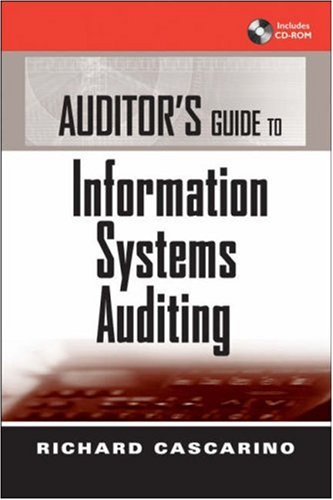 Includes
CD-ROM
AUDITOR'S GUIDE TO
Information
Systems
Auditing
RICHARD CASCARINO